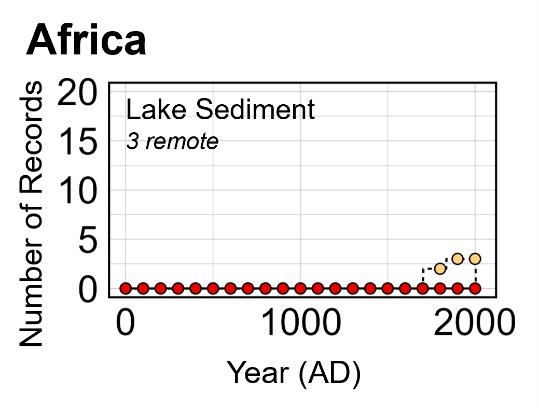 Africa
Number of Records
20
15
10
5
0
Lake Sediment
3 remote
0 1000 2000
Year (AD)